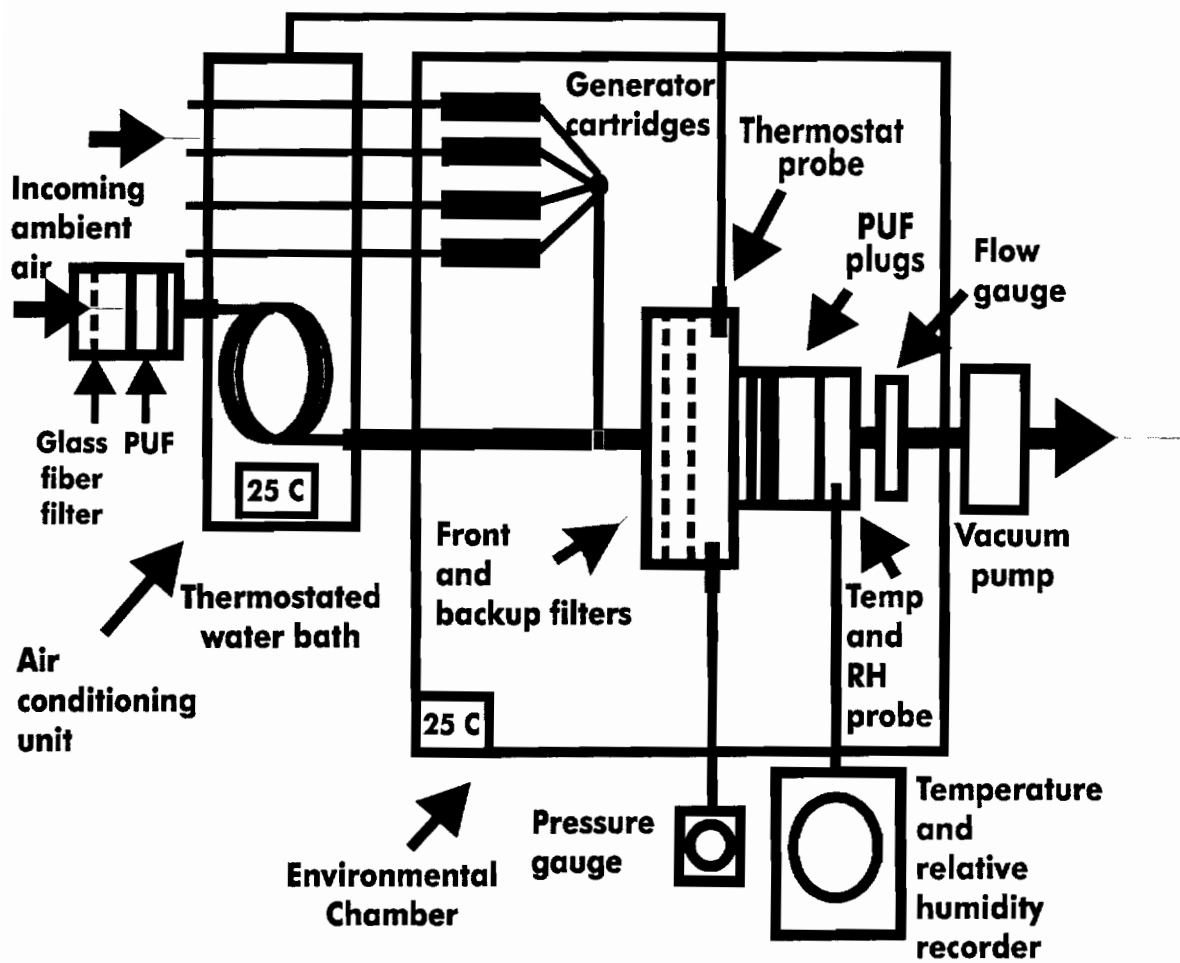 Generator
cartridges
Thermostat
probe
Incoming
ambient
air
PUF
plugs
Flow
gauge
Glass
fiber
filter
PUF
25 C
Front
and
backup filters
Vacuum
pump
Thermostated
water bath
Temp
and
RH
probe
Air
conditioning
unit
25 C
Environmental
Chamber
Pressure
gauge
Temperature
and
relative
humidity
recorder